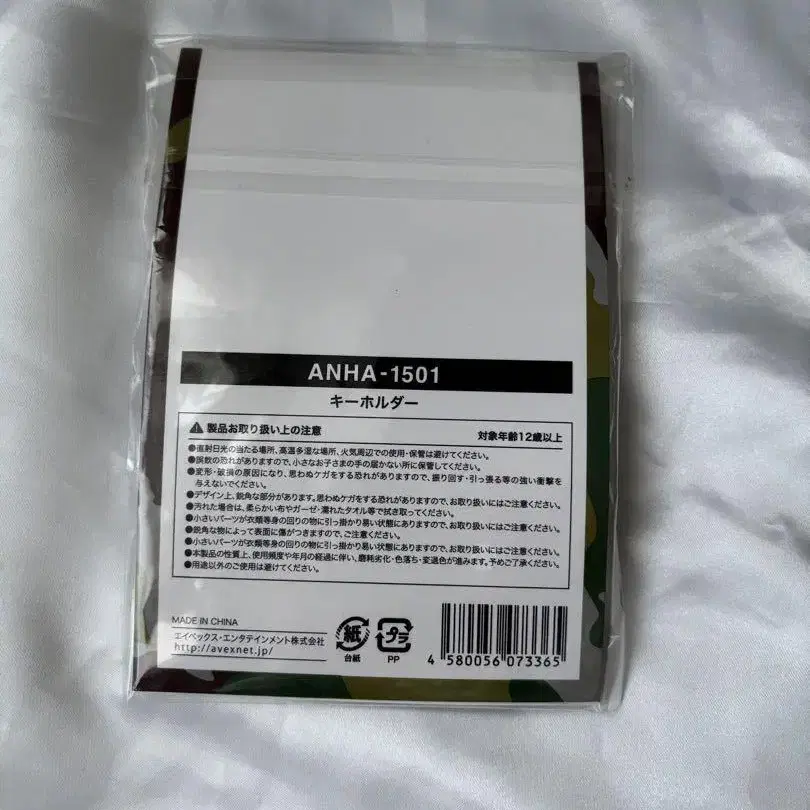 ANHA-1501
キーホルダー
製品お取り扱い上の注意
対象年齢12歳以上
●直射日光の当たる場所、高温多湿な場所、火気周辺での使用・保管は避けてください。
●誤飲の恐れがありますので、小さなお子さまの手の届かない所に保管してください。
●変形・破損の原因になり、思わぬケガをする恐れがありますので、振り回す・引っ張る等の強い衝撃を
与えないでください。
●デザイン上、鋭角な部分があります。思わぬケガをする恐れがありますので、お取り扱いにはご注意ください。
●汚れた場合は、柔らかい布やガーゼ・濡れたタオル等で拭き取ってください。
●小さいパーツが衣類等身の回りの物に引っ掛かり易い状態にありますので、お取り扱いにはご注意ください。
●鋭角な物によって表面に傷がつきますので、ご注意ください。
●小さいパーツが衣類等身の回りの物に引っ掛かり易い状態にありますので、お取り扱いにはご注意ください。
●本製品の性質上、使用頻度や年月の経過に伴い、磨耗劣化・色落ち・変退色が進みます。予めご了承ください。
●用途以外のご使用は避けてください。
MADE IN CHINA
エイベックス・エンタテインメント株式会社
http://avexnet.jp/
紙
台紙
プラ
PP
4 580056 073365